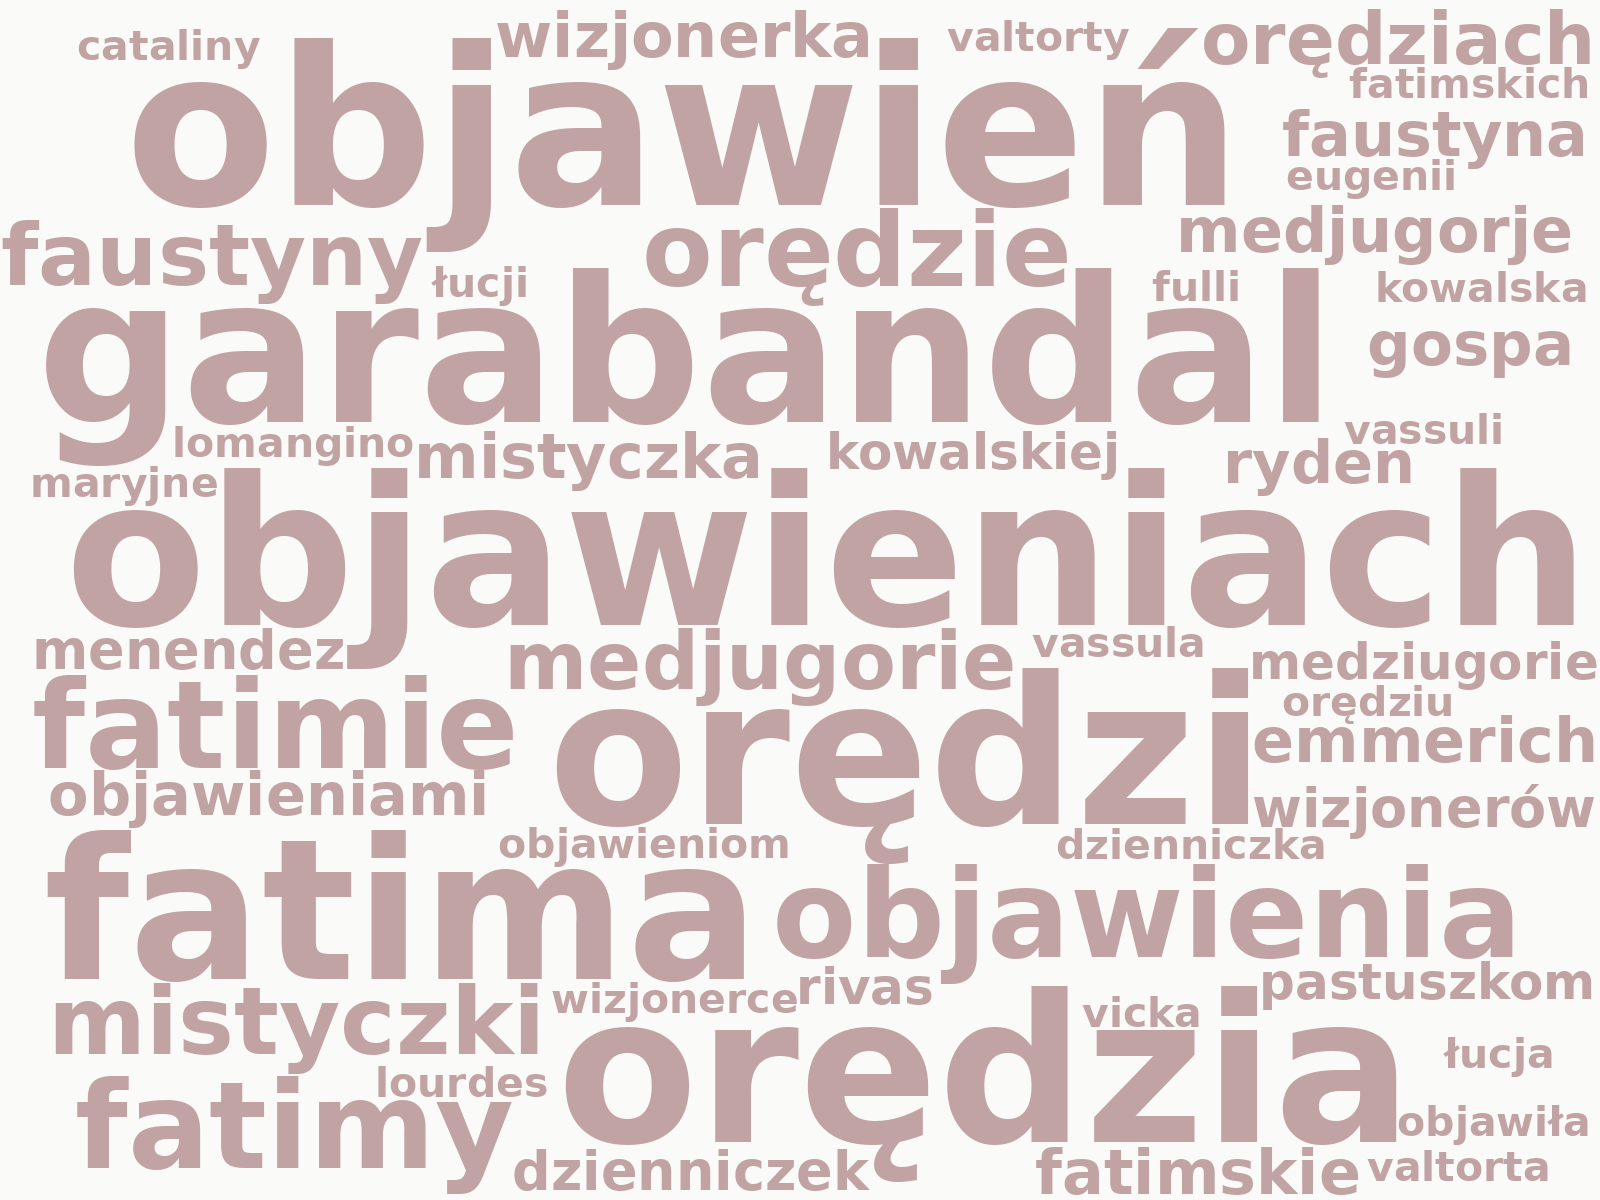 cataliny wizjonerka valtorty orędziach
objawień fatimskich
faustyna
eugenii
faustyny orędzie medjugorje
łucji fulli kowalska
garabandal gospa
lomangino mistyczka kowalskiej ryden vassuli
maryjne
objawieniach
menendez medjugorie vassula medziugorie
fatimie orędzi orędziu
emmerich
objawieniami wizjonerów
fatima objawieniom dzienniczka
objawienia
mistyczki wizjonerce rivas pastuszkom
orędzia vicka
łucja
fatimy lourdes
objawiła
dzienniczek fatimskie valtorta